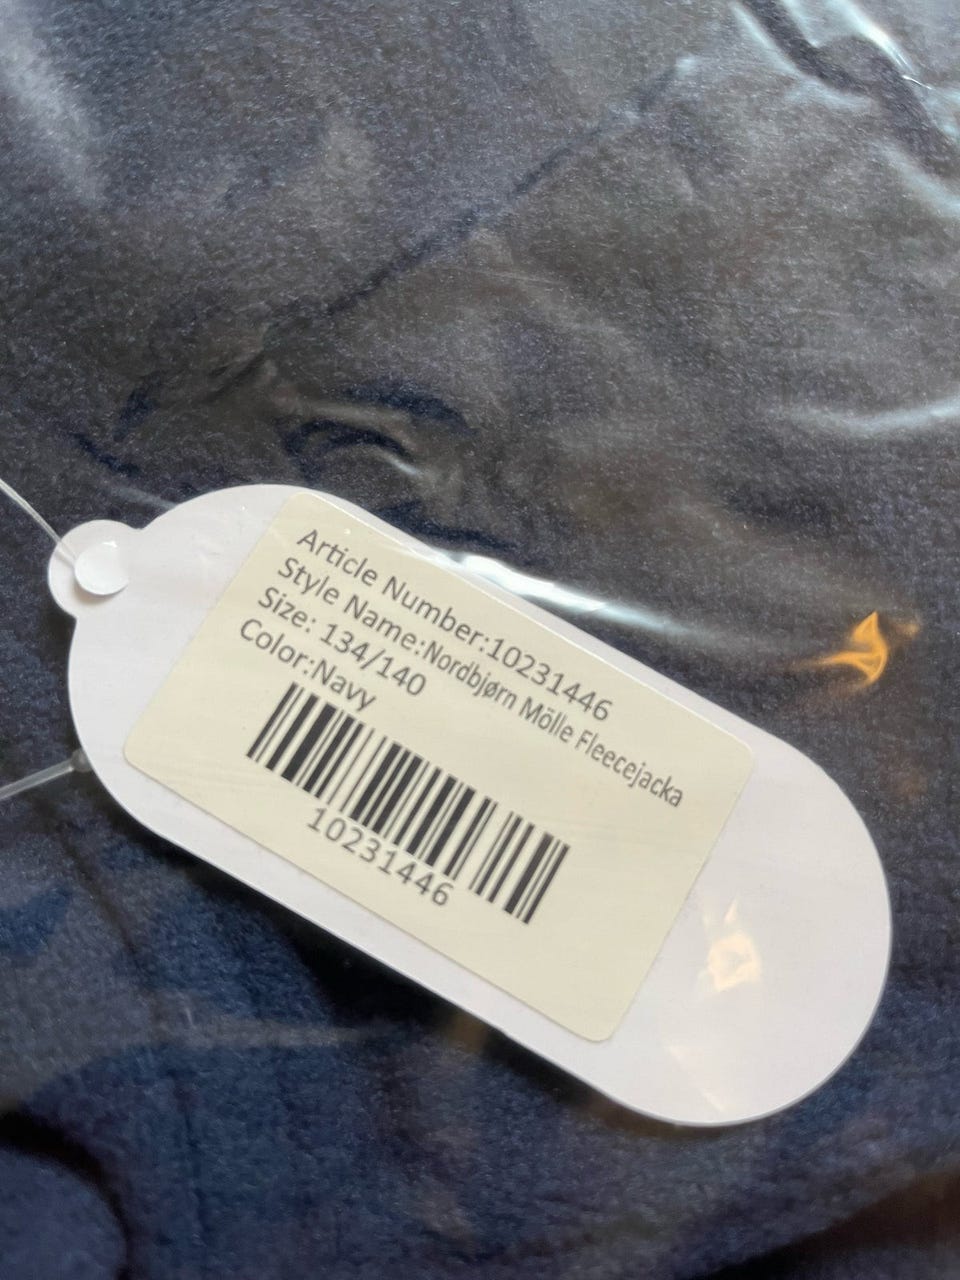 Article Number:10231446
Style Name:Nordbjørn Mölle Fleecejacka
Size: 134/140
Color:Navy
10231446